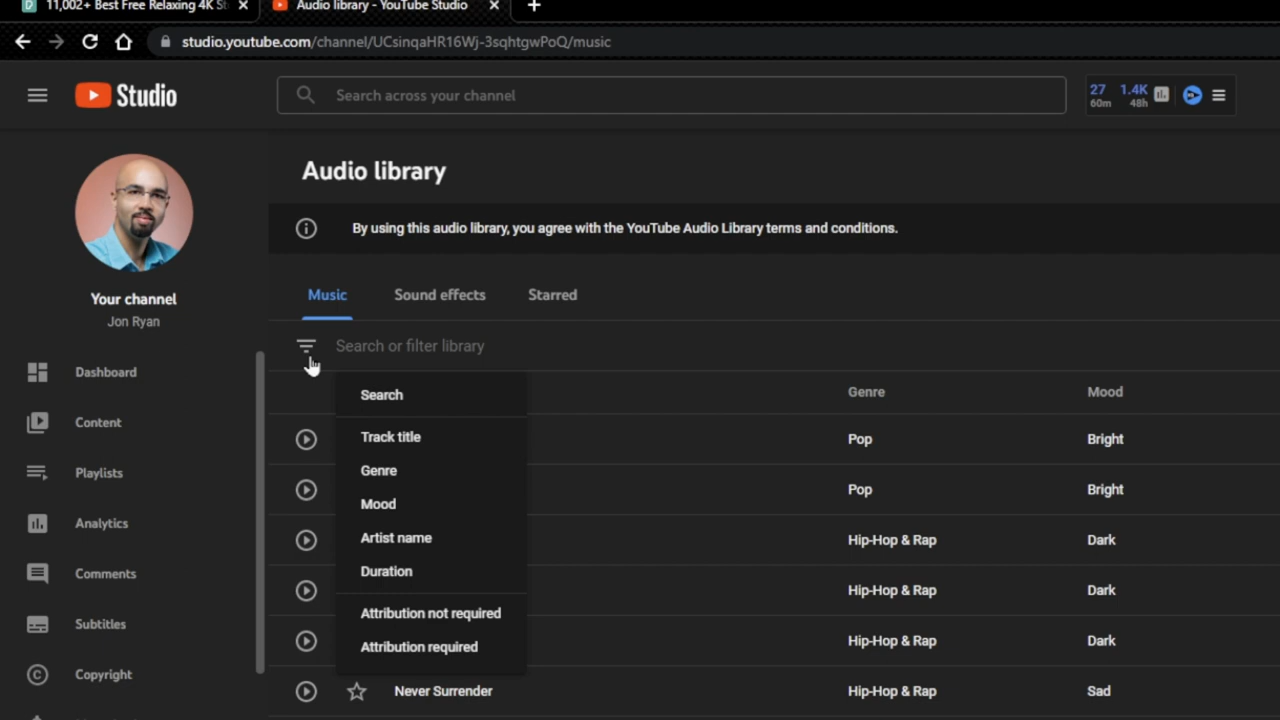 11,002+ Best Free Relaxing 4K St
Audio library - YouTube Studio
studio.youtube.com/channel/UCsinqaHR16Wj-3sqhtgwPoQ/music
Studio
Search across your channel
27 1.4K
60m 48h
Audio library
By using this audio library, you agree with the YouTube Audio Library terms and conditions.
Your channel
Jon Ryan
Music Sound effects Starred
Search or filter library
Dashboard
Content
Playlists
Analytics
Comments
Subtitles
Copyright
Search
Track title
Genre
Mood
Artist name
Duration
Attribution not required
Attribution required
Genre Mood
Pop Bright
Pop Bright
Hip-Hop & Rap Dark
Hip-Hop & Rap Dark
Hip-Hop & Rap Dark
Never Surrender Hip-Hop & Rap Sad